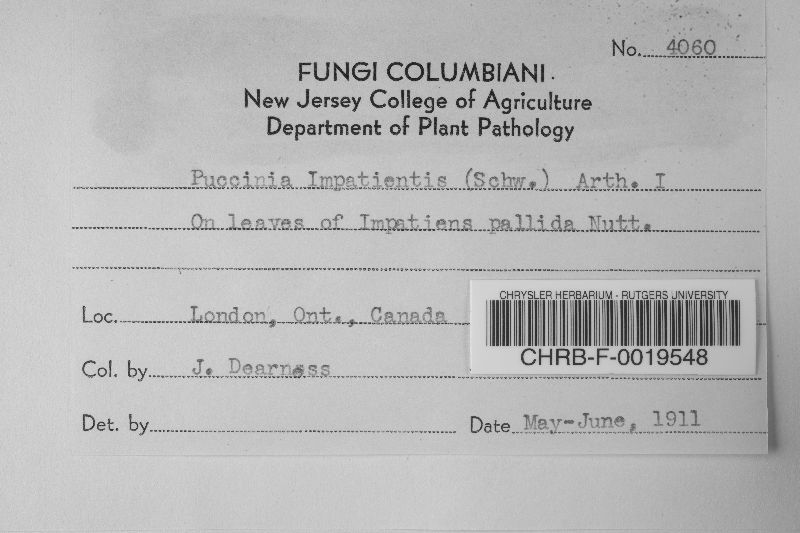 No. 4060
FUNGI COLUMBIANI.
New Jersey College of Agriculture
Department of Plant Pathology
Puccinia Impatientis (Schw.) Arth. I
On leaves of Impatiens pallida Nutt.
Loc. London, Ont., Canada
CHRYSLER HERBARIUM - RUTGERS UNIVERSITY
CHRB-F-0019548
Col. by J. Dearness
Det. by
Date May-June, 1911